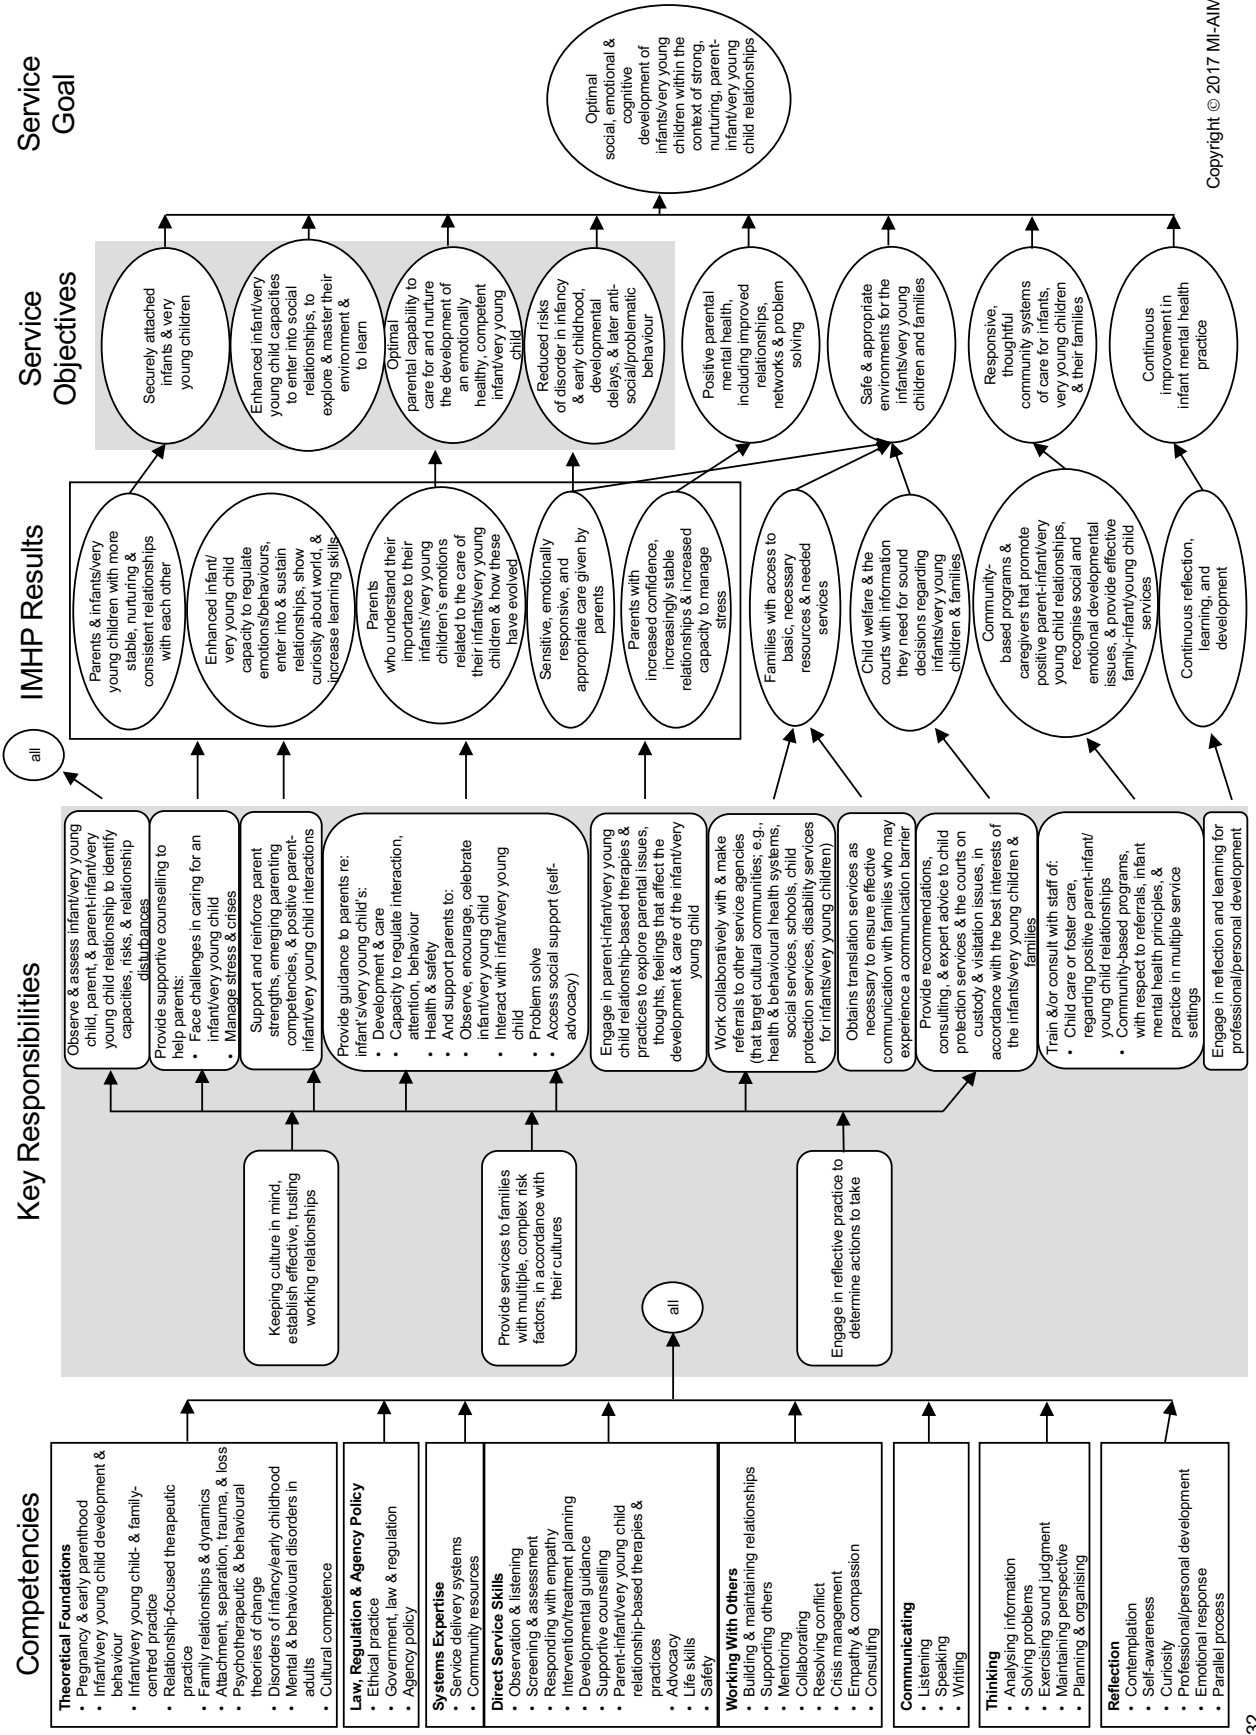 Competencies
Theoretical Foundations
• Pregnancy & early parenthood
• Infant/very young child development &
behaviour
• Infant/very young child- & family-
centred practice
• Relationship-focused therapeutic
practice
• Family relationships & dynamics
• Attachment, separation, trauma, & loss
• Psychotherapeutic & behavioural
theories of change
• Disorders of infancy/early childhood
• Mental & behavioural disorders in
adults
• Cultural competence
Law, Regulation & Agency Policy
• Ethical practice
• Government, law & regulation
• Agency policy
Systems Expertise
• Service delivery systems
• Community resources
Direct Service Skills
• Observation & listening
• Screening & assessment
• Responding with empathy
• Intervention/treatment planning
• Developmental guidance
• Supportive counselling
• Parent-infant/very young child
relationship-based therapies &
practices
• Advocacy
• Life skills
• Safety
Working With Others
• Building & maintaining relationships
• Supporting others
• Mentoring
• Collaborating
• Resolving conflict
• Crisis management
• Empathy & compassion
• Consulting
Communicating
• Listening
• Speaking
• Writing
Thinking
• Analysing information
• Solving problems
• Exercising sound judgment
• Maintaining perspective
• Planning & organising
Reflection
• Contemplation
• Self-awareness
• Curiosity
• Professional/personal development
• Emotional response
• Parallel process
Key Responsibilities
all
Keeping culture in mind,
establish effective, trusting
working relationships
Provide services to families
with multiple, complex risk
factors, in accordance with
their cultures
Engage in reflective practice to
determine actions to take
Observe & assess infant/very young
child, parent, & parent-infant/very
young child relationship to identify
capacities, risks, & relationship
disturbances
Provide supportive counselling to
help parents:
• Face challenges in caring for an
infant/very young child
• Manage stress & crises
Support and reinforce parent
strengths, emerging parenting
competencies, & positive parent-
infant/very young child interactions
Provide guidance to parents re:
infant's/very young child's:
• Development & care
• Capacity to regulate interaction,
attention, behaviour
• Health & safety
• And support parents to:
• Observe, encourage, celebrate
infant/very young child
• Interact with infant/very young
child
• Problem solve
• Access social support (self-
advocacy)
Engage in parent-infant/very young
child relationship-based therapies &
practices to explore parental issues,
thoughts, feelings that affect the
development & care of the infant/very
young child
Work collaboratively with & make
referrals to other service agencies
(that target cultural communities; e.g.,
health & behavioural health systems,
social services, schools, child
protection services, disability services
for infants/very young children)
Obtains translation services as
necessary to ensure effective
communication with families who may
experience a communication barrier
Provide recommendations,
consulting, & expert advice to child
protection services & the courts on
custody & visitation issues, in
accordance with the best interests of
the infants/very young children &
families
Train &/or consult with staff of:
• Child care or foster care,
regarding positive parent-infant/
young child relationships
• Community-based programs,
with respect to referrals, infant
mental health principles, &
practice in multiple service
settings
Engage in reflection and learning for
professional/personal development
all
IMHP Results
Parents & infants/very
young children with more
stable, nurturing &
consistent relationships
with each other
Enhanced infant/
very young child
capacity to regulate
emotions/behaviours,
enter into & sustain
relationships, show
curiosity about world, &
increase learning skills
Parents
who understand their
importance to their
infants'/very young
children's emotions
related to the care of
their infants/very young
children & how these
have evolved
Sensitive, emotionally
responsive, and
appropriate care given by
parents
Parents with
increased confidence,
increasingly stable
relationships & increased
capacity to manage
stress
Families with access to
basic, necessary
resources & needed
services
Child welfare & the
courts with information
they need for sound
decisions regarding
infants/very young
children & families
Community-
based programs &
caregivers that promote
positive parent-infant/very
young child relationships,
recognise social and
emotional developmental
issues, & provide effective
family-infant/young child
services
Continuous reflection,
learning, and
development
Service
Objectives
Securely attached
infants & very
young children
Enhanced infant/very
young child capacities
to enter into social
relationships, to
explore & master their
environment &
to learn
Optimal
parental capability to
care for and nurture
the development of
an emotionally
healthy, competent
infant/very young
child
Reduced risks
of disorder in infancy
& early childhood,
developmental
delays, & later anti-
social/problematic
behaviour
Positive parental
mental health,
including improved
relationships,
networks & problem
solving
Safe & appropriate
environments for the
infants/very young
children and families
Responsive,
thoughtful
community systems
of care for infants,
very young children
& their families
Continuous
improvement in
infant mental health
practice
Service
Goal
Optimal
social, emotional &
cognitive
development of
infants/very young
children within the
context of strong,
nurturing, parent-
infant/very young
child relationships
Copyright © 2017 MI-AIM
32